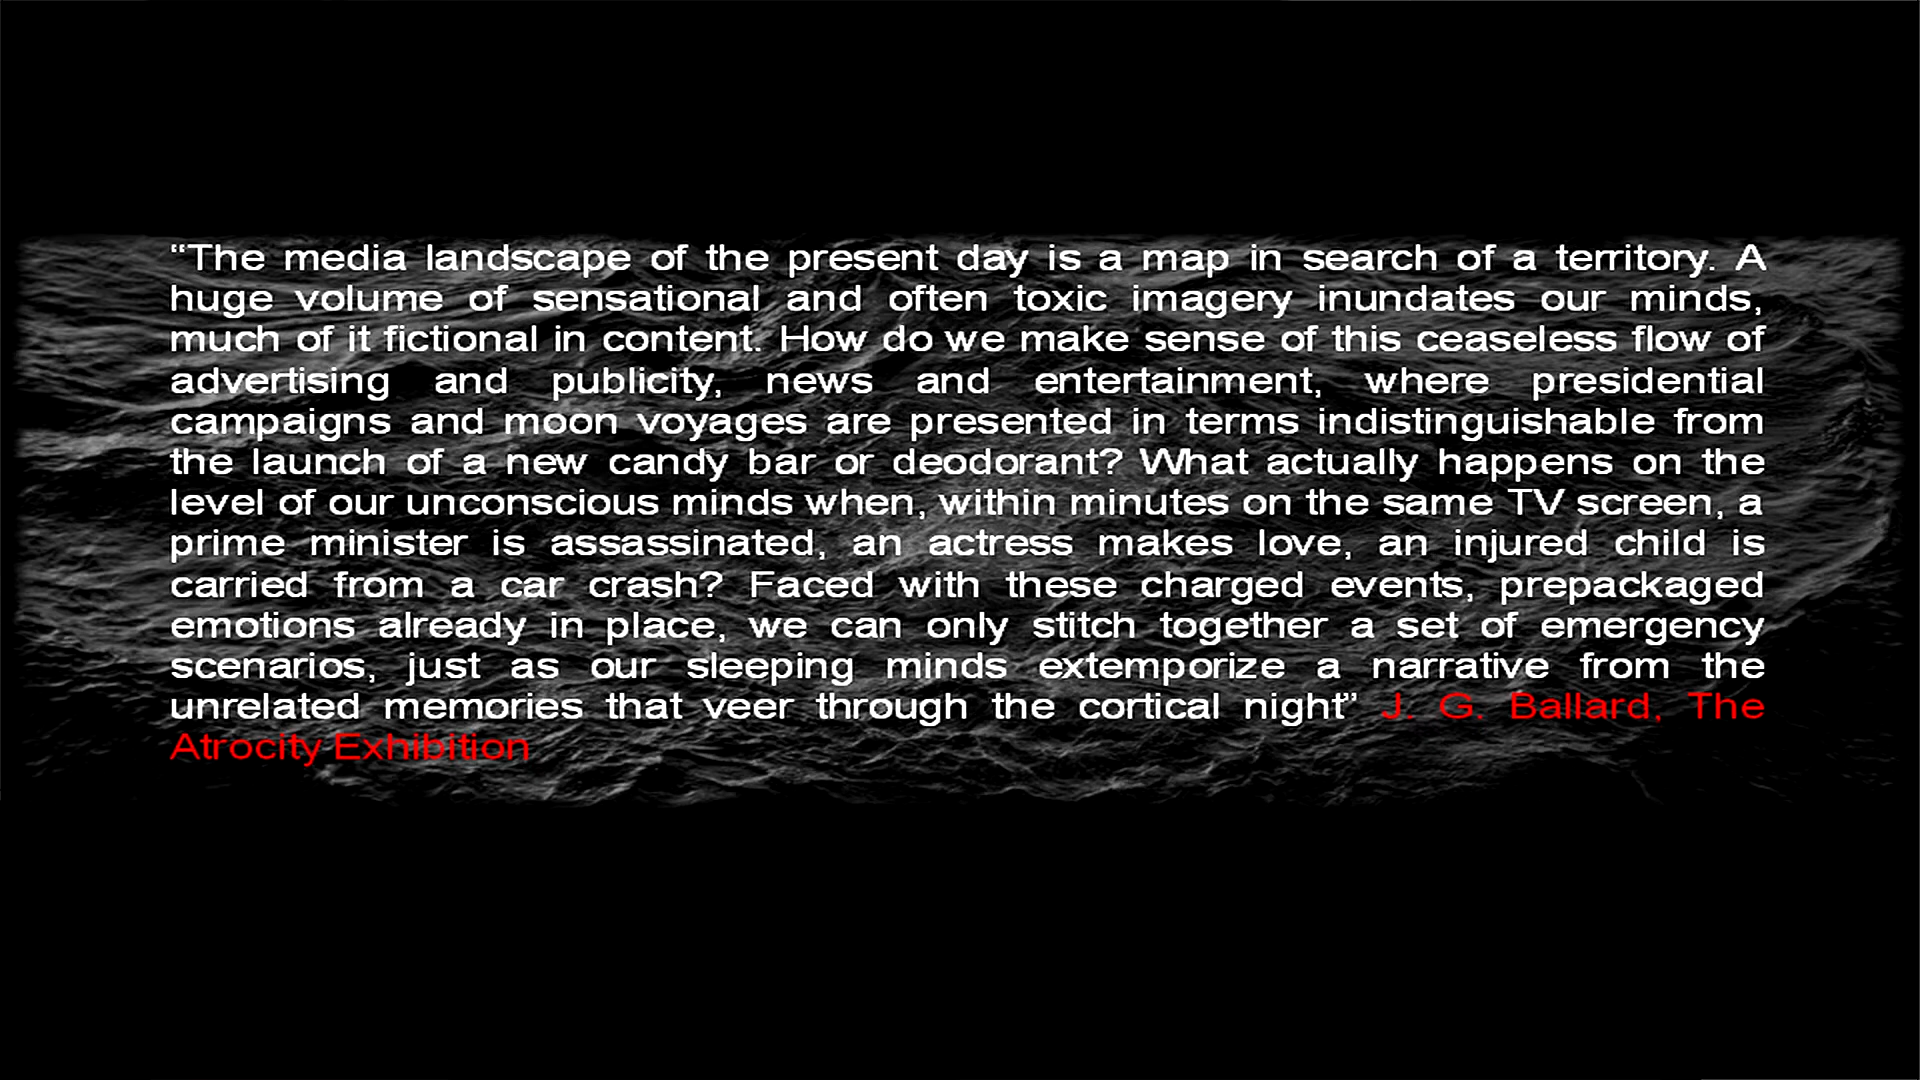 “The media landscape of the present day is a map in search of a territory. A
huge volume of sensational and often toxic imagery inundates our minds,
much of it fictional in content. How do we make sense of this ceaseless flow of
advertising and publicity, news and entertainment, where presidential
campaigns and moon voyages are presented in terms indistinguishable from
the launch of a new candy bar or deodorant? What actually happens on the
level of our unconscious minds when, within minutes on the same TV screen, a
prime minister is assassinated, an actress makes love, an injured child is
carried from a car crash? Faced with these charged events, prepackaged
emotions already in place, we can only stitch together a set of emergency
scenarios, just as our sleeping minds extemporize a narrative from the
unrelated memories that veer through the cortical night” J. G. Ballard, The
Atrocity Exhibition